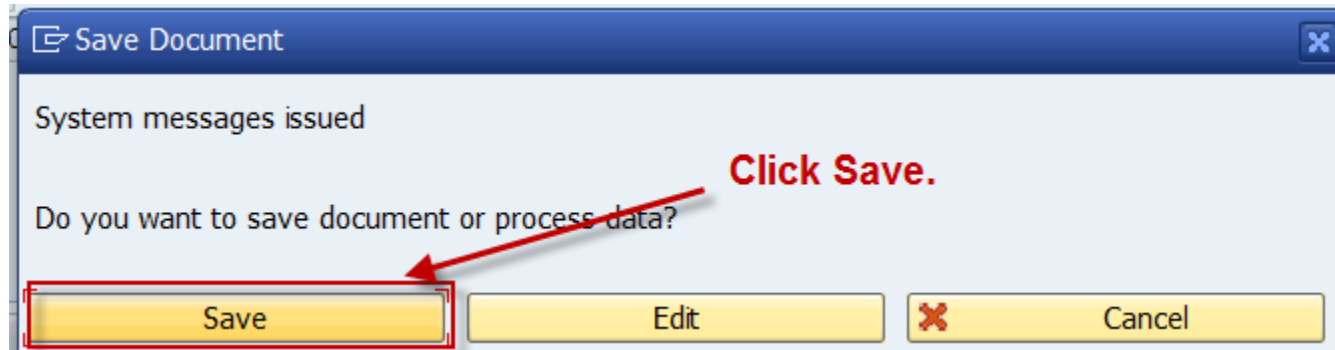 Save Document
System messages issued
Click Save.
Do you want to save document or process data?
Save
Edit
Cancel